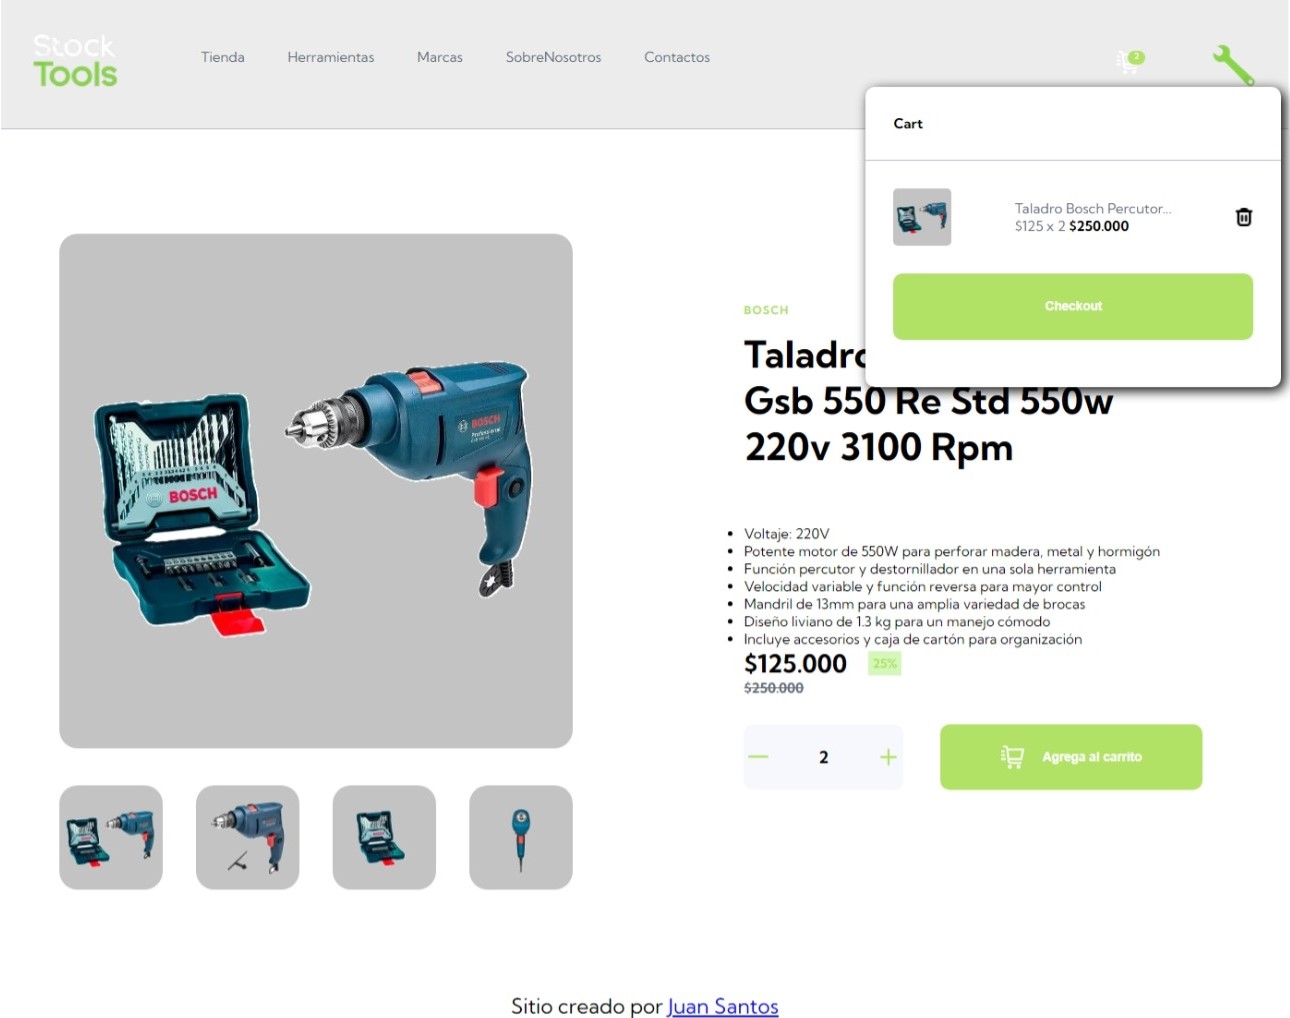 Stock
Tools
Tienda
Herramientas
Marcas
SobreNosotros
Contactos
2
Cart
Taladro Bosch Percutor...
$125 x 2 $250.000
Checkout
BOSCH
Gsb 550 Re Std 550w
220v 3100 Rpm
BOSCH
Professional
BOSCH
Voltaje: 220V
Potente motor de 550W para perforar madera, metal y hormigón
Función percutor y destornillador en una sola herramienta
Velocidad variable y función reversa para mayor control
Mandril de 13mm para una amplia variedad de brocas
Diseño liviano de 1.3 kg para un manejo cómodo
Incluye accesorios y caja de cartón para organización
$125.000
25%
$250.000
2
Agrega al carrito
Sitio creado por Juan Santos